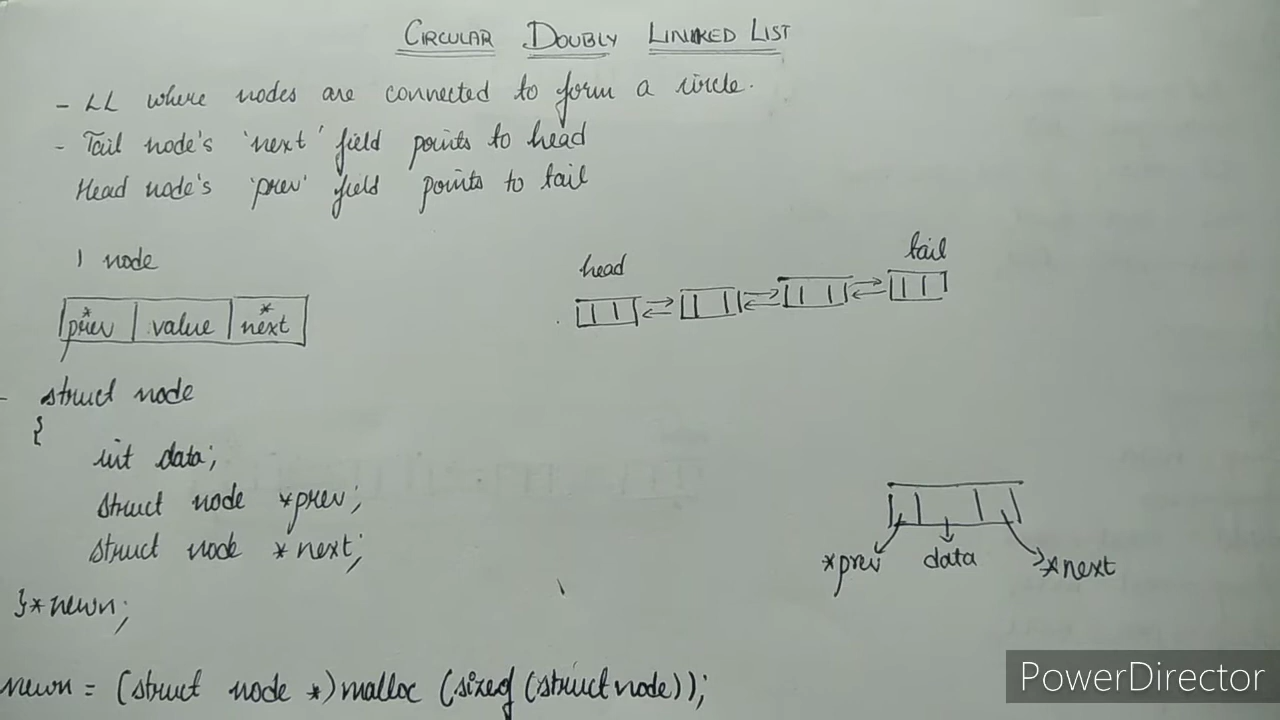 CIRCULAR DOUBLY LINKED LIST
- LL where nodes are connected to form a circle.
- Tail node's 'next' field points to head
Head node's 'prev' field points to tail
1 node
head
tail
*prev value *next
- struct node
{
int data;
struct node *prev;
struct node *next;
*prev data *next
}*newn;
newn = (struct node *)malloc (sizeof (struct node));
PowerDirector